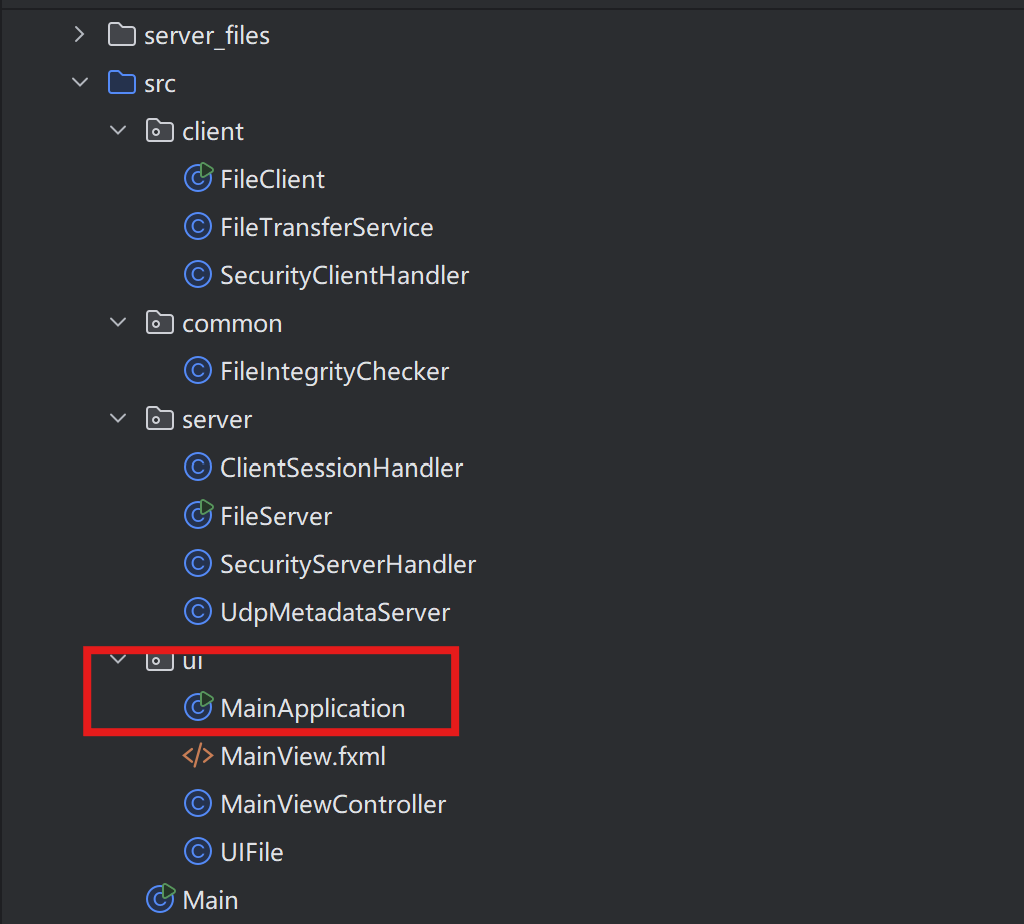 server_files
src
client
FileClient
FileTransferService
SecurityClientHandler
common
FileIntegrityChecker
server
ClientSessionHandler
FileServer
SecurityServerHandler
UdpMetadataServer
ui
MainApplication
MainView.fxml
MainViewController
UIFile
Main